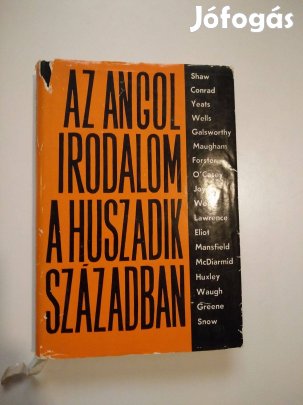 Jófogás
AZ ANGOL
IRODALOM
A HUSZADIK
SZÁZADBAN
Shaw
Conrad
Yeats
Wells
Galsworthy
Maugham
Forster
O'Casey
Lawrence
Eliot
Mansfield
McDiarmid
Huxley
Waugh
Greene
Snow